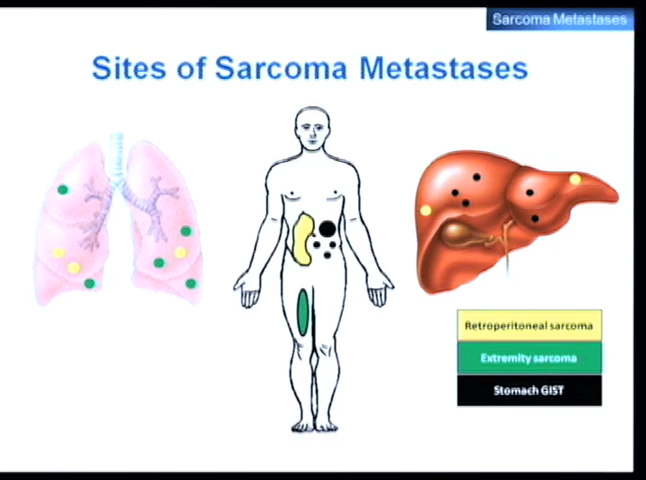 Sarcoma Metastases
Sites of Sarcoma Metastases
Retroperitoneal sarcoma
Extremity sarcoma
Stomach GIST